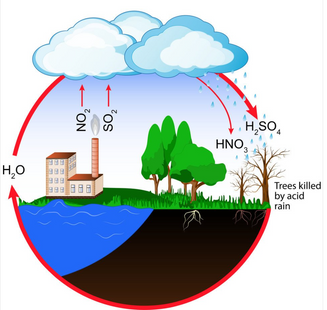 NO₂
SO₂
H₂SO₄
HNO₃
H₂O
Trees killed
by acid
rain